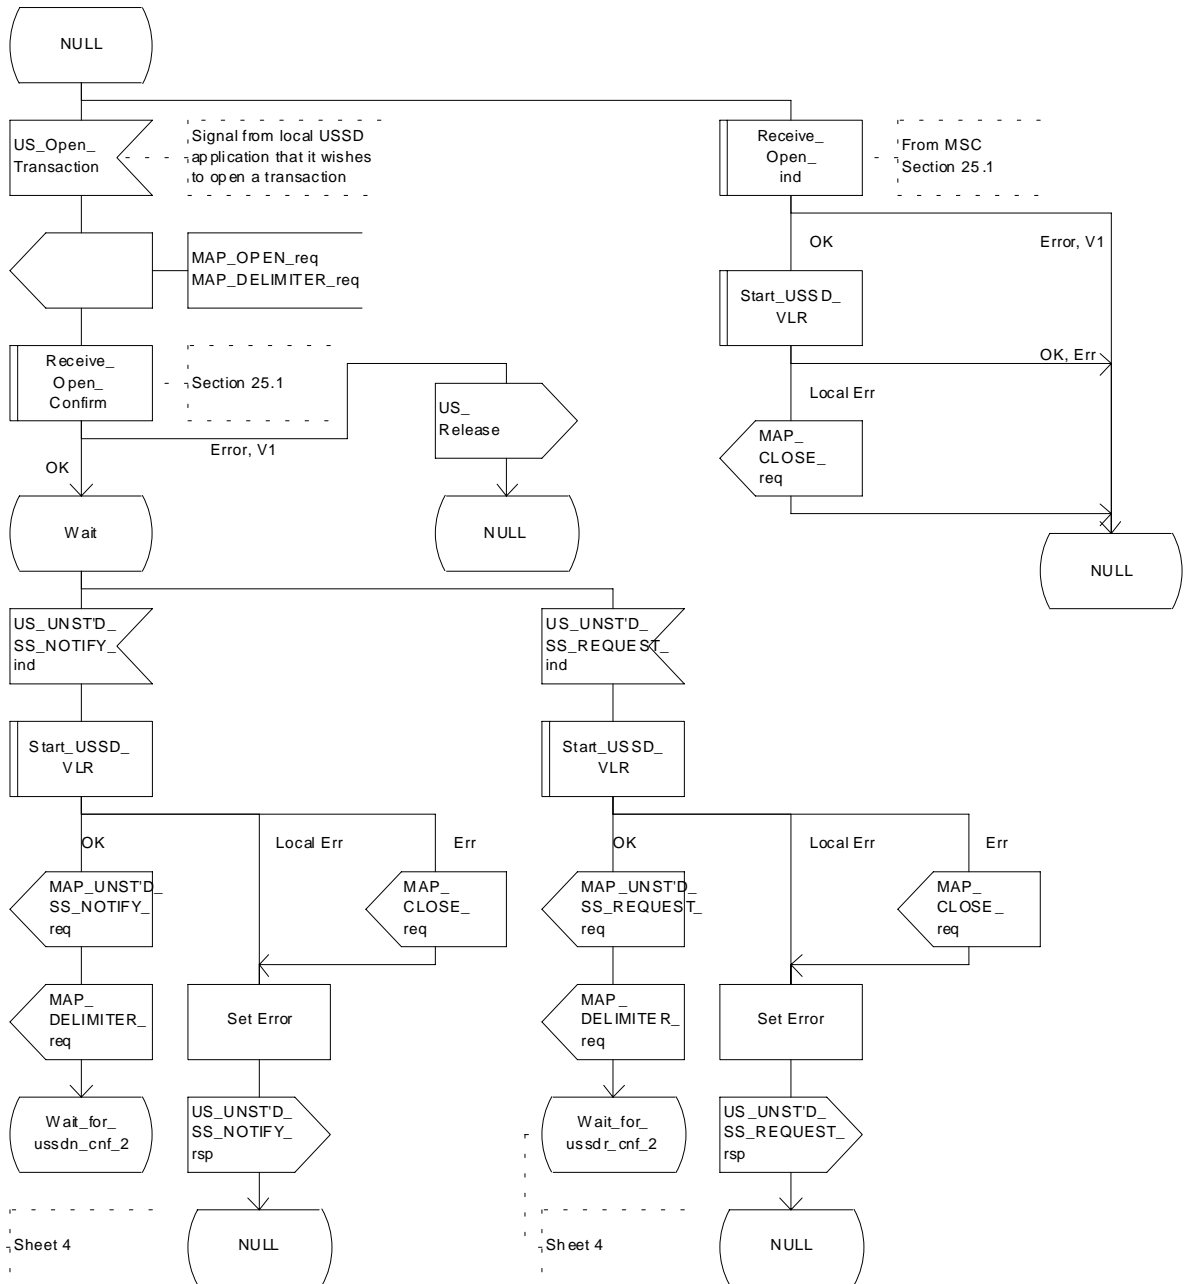 NULL
US_Open_
Transaction
Signal from local USSD
application that it wishes
to open a transaction
Receive_
Open_
ind
From MSC
Section 25.1
MAP_OPEN_req
MAP_DELIMITER_req
OK
Error, V1
Start_USSD_
VLR
Receive_
Open_
Confirm
Section 25.1
OK, Err
Local Err
US_
Release
MAP_
CLOSE_
req
Error, V1
OK
Wait
NULL
NULL
US_UNST'D_
SS_NOTIFY_
ind
US_UNST'D_
SS_REQUEST_
ind
Start_USSD_
VLR
Start_USSD_
VLR
OK
Local Err
Err
OK
Local Err
Err
MAP_UNST'D_
SS_NOTIFY_
req
MAP_
CLOSE_
req
MAP_UNST'D_
SS_REQUEST_
req
MAP_
CLOSE_
req
MAP_
DELIMITER_
req
Set Error
MAP_
DELIMITER_
req
Set Error
Wait_for_
ussdn_cnf_2
US_UNST'D_
SS_NOTIFY_
rsp
Wait_for_
ussdr_cnf_2
US_UNST'D_
SS_REQUEST_
rsp
Sheet 4
NULL
Sheet 4
NULL